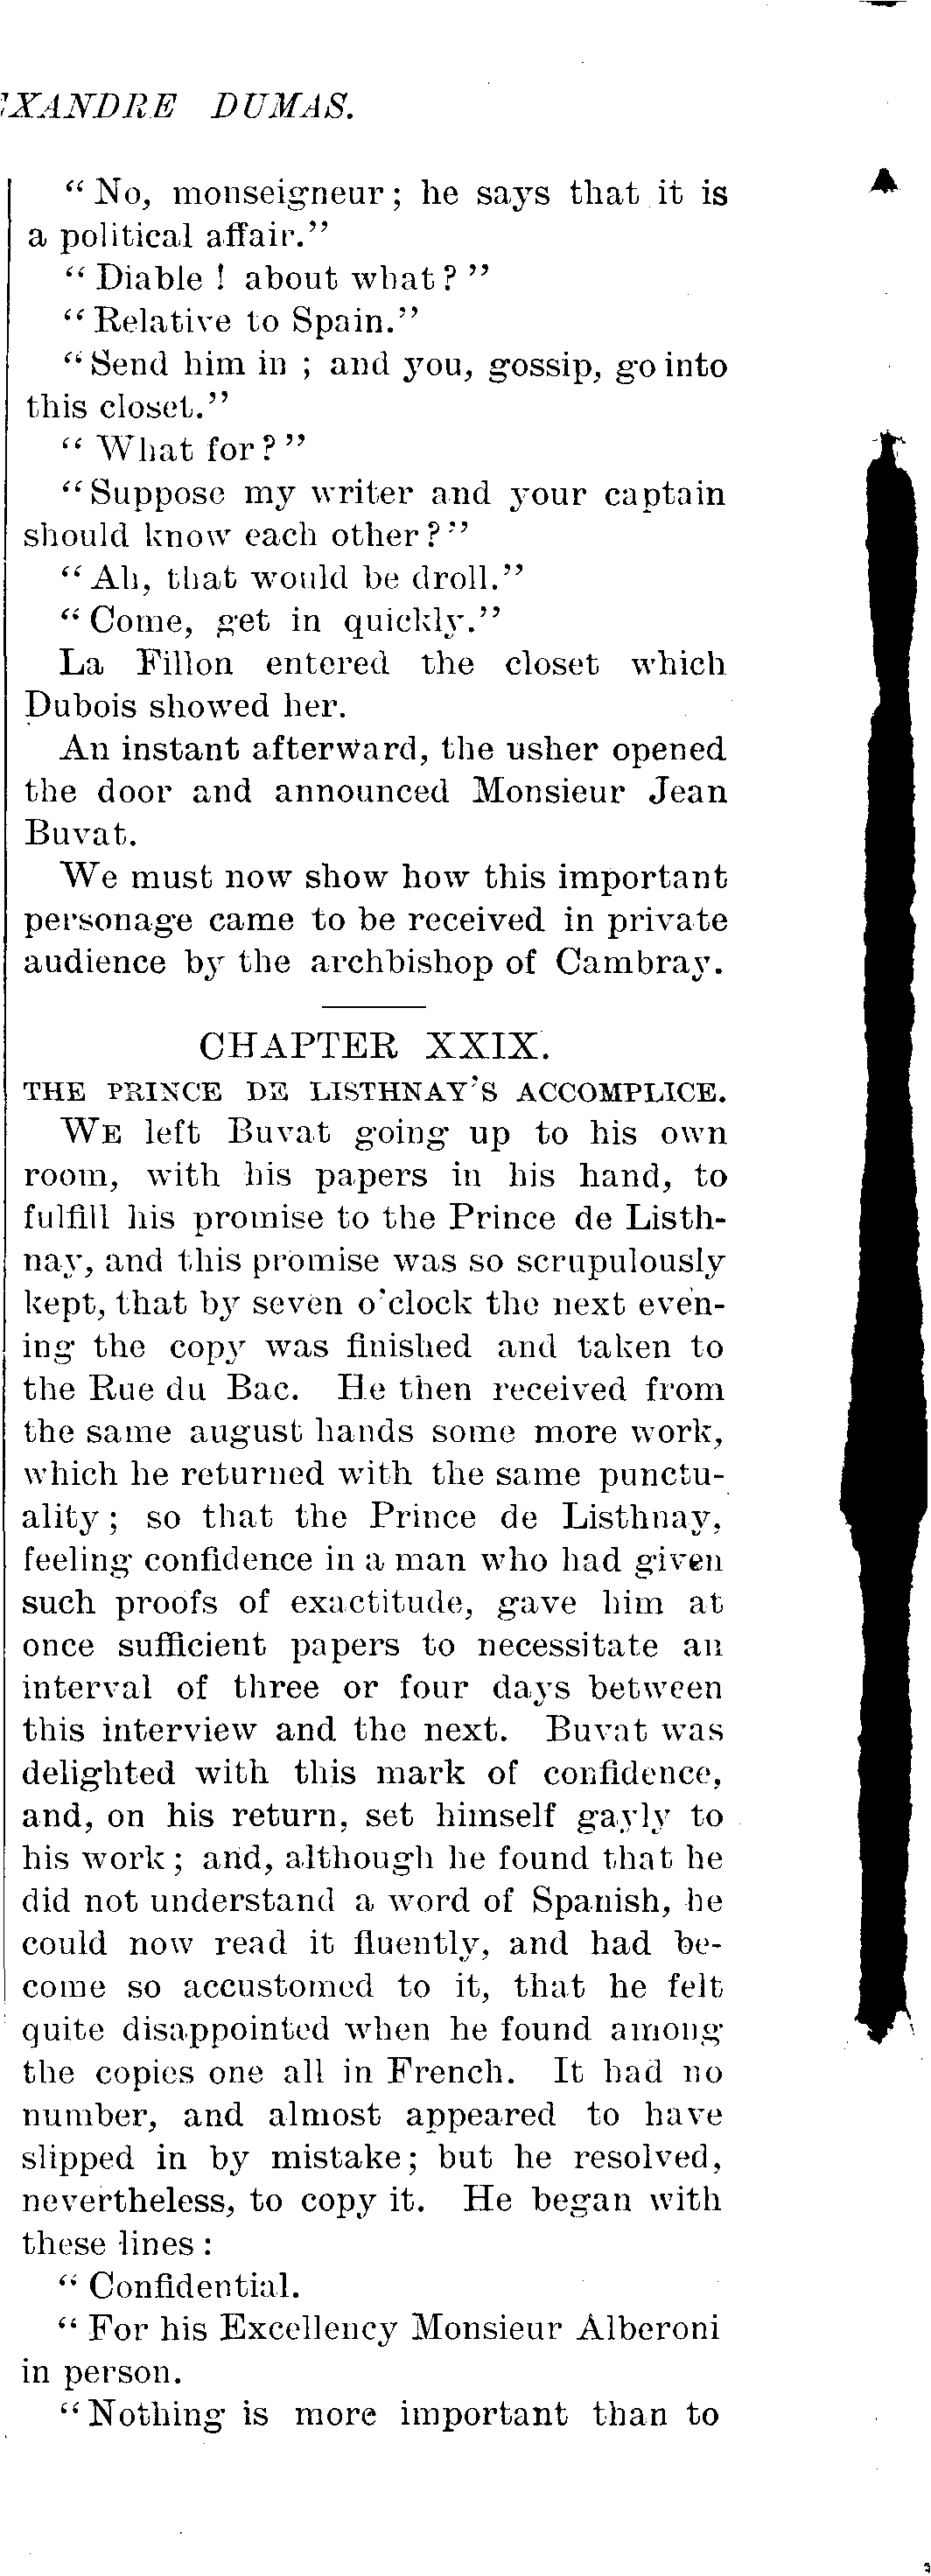 EXANDRE DUMAS.
“ No, monseigneur ; he says that it is
a political affair.”
“ Diable ! about what ? ”
“ Relative to Spain.”
“ Send him in ; and you, gossip, go into
this closet.”
“ What for ? ”
“ Suppose my writer and your captain
should know each other ? ”
“ Ah, that would be droll.”
“ Come, get in quickly.”
La Fillon entered the closet which
Dubois showed her.
An instant afterward, the usher opened
the door and announced Monsieur Jean
Buvat.
We must now show how this important
personage came to be received in private
audience by the archbishop of Cambray.
CHAPTER XXIX.
THE PRINCE DE LISTHNAY’S ACCOMPLICE.
WE left Buvat going up to his own
room, with his papers in his hand, to
fulfill his promise to the Prince de Listh-
nay, and this promise was so scrupulously
kept, that by seven o’clock the next even-
ing the copy was finished and taken to
the Rue du Bac. He then received from
the same august hands some more work,
which he returned with the same punctu-
ality ; so that the Prince de Listhnay,
feeling confidence in a man who had given
such proofs of exactitude, gave him at
once sufficient papers to necessitate an
interval of three or four days between
this interview and the next. Buvat was
delighted with this mark of confidence,
and, on his return, set himself gayly to
his work ; and, although he found that he
did not understand a word of Spanish, he
could now read it fluently, and had be-
come so accustomed to it, that he felt
quite disappointed when he found among
the copies one all in French. It had no
number, and almost appeared to have
slipped in by mistake ; but he resolved,
nevertheless, to copy it. He began with
these lines :
“ Confidential.
“ For his Excellency Monsieur Alberoni
in person.
“ Nothing is more important than to